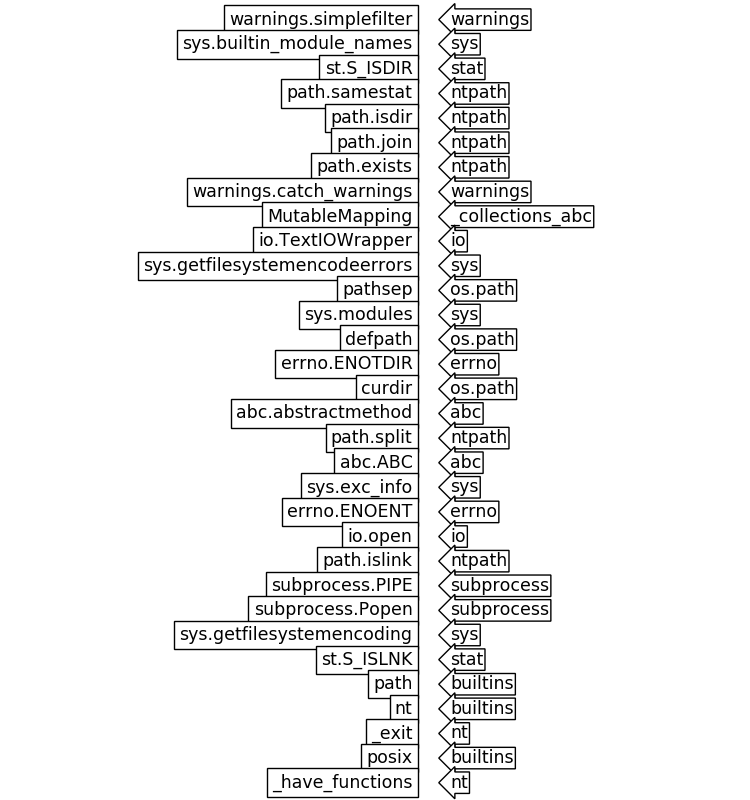 warnings.simplefilter warnings
sys.builtin_module_names sys
st.S_ISDIR stat
path.samestat ntpath
path.isdir ntpath
path.join ntpath
path.exists ntpath
warnings.catch_warnings warnings
MutableMapping _collections_abc
io.TextIOWrapper io
sys.getfilesystemencodeerrors sys
pathsep os.path
sys.modules sys
defpath os.path
errno.ENOTDIR errno
curdir os.path
abc.abstractmethod abc
path.split ntpath
abc.ABC abc
sys.exc_info sys
errno.ENOENT errno
io.open io
path.islink ntpath
subprocess.PIPE subprocess
subprocess.Popen subprocess
sys.getfilesystemencoding sys
st.S_ISLNK stat
path builtins
nt builtins
_exit nt
posix builtins
_have_functions nt